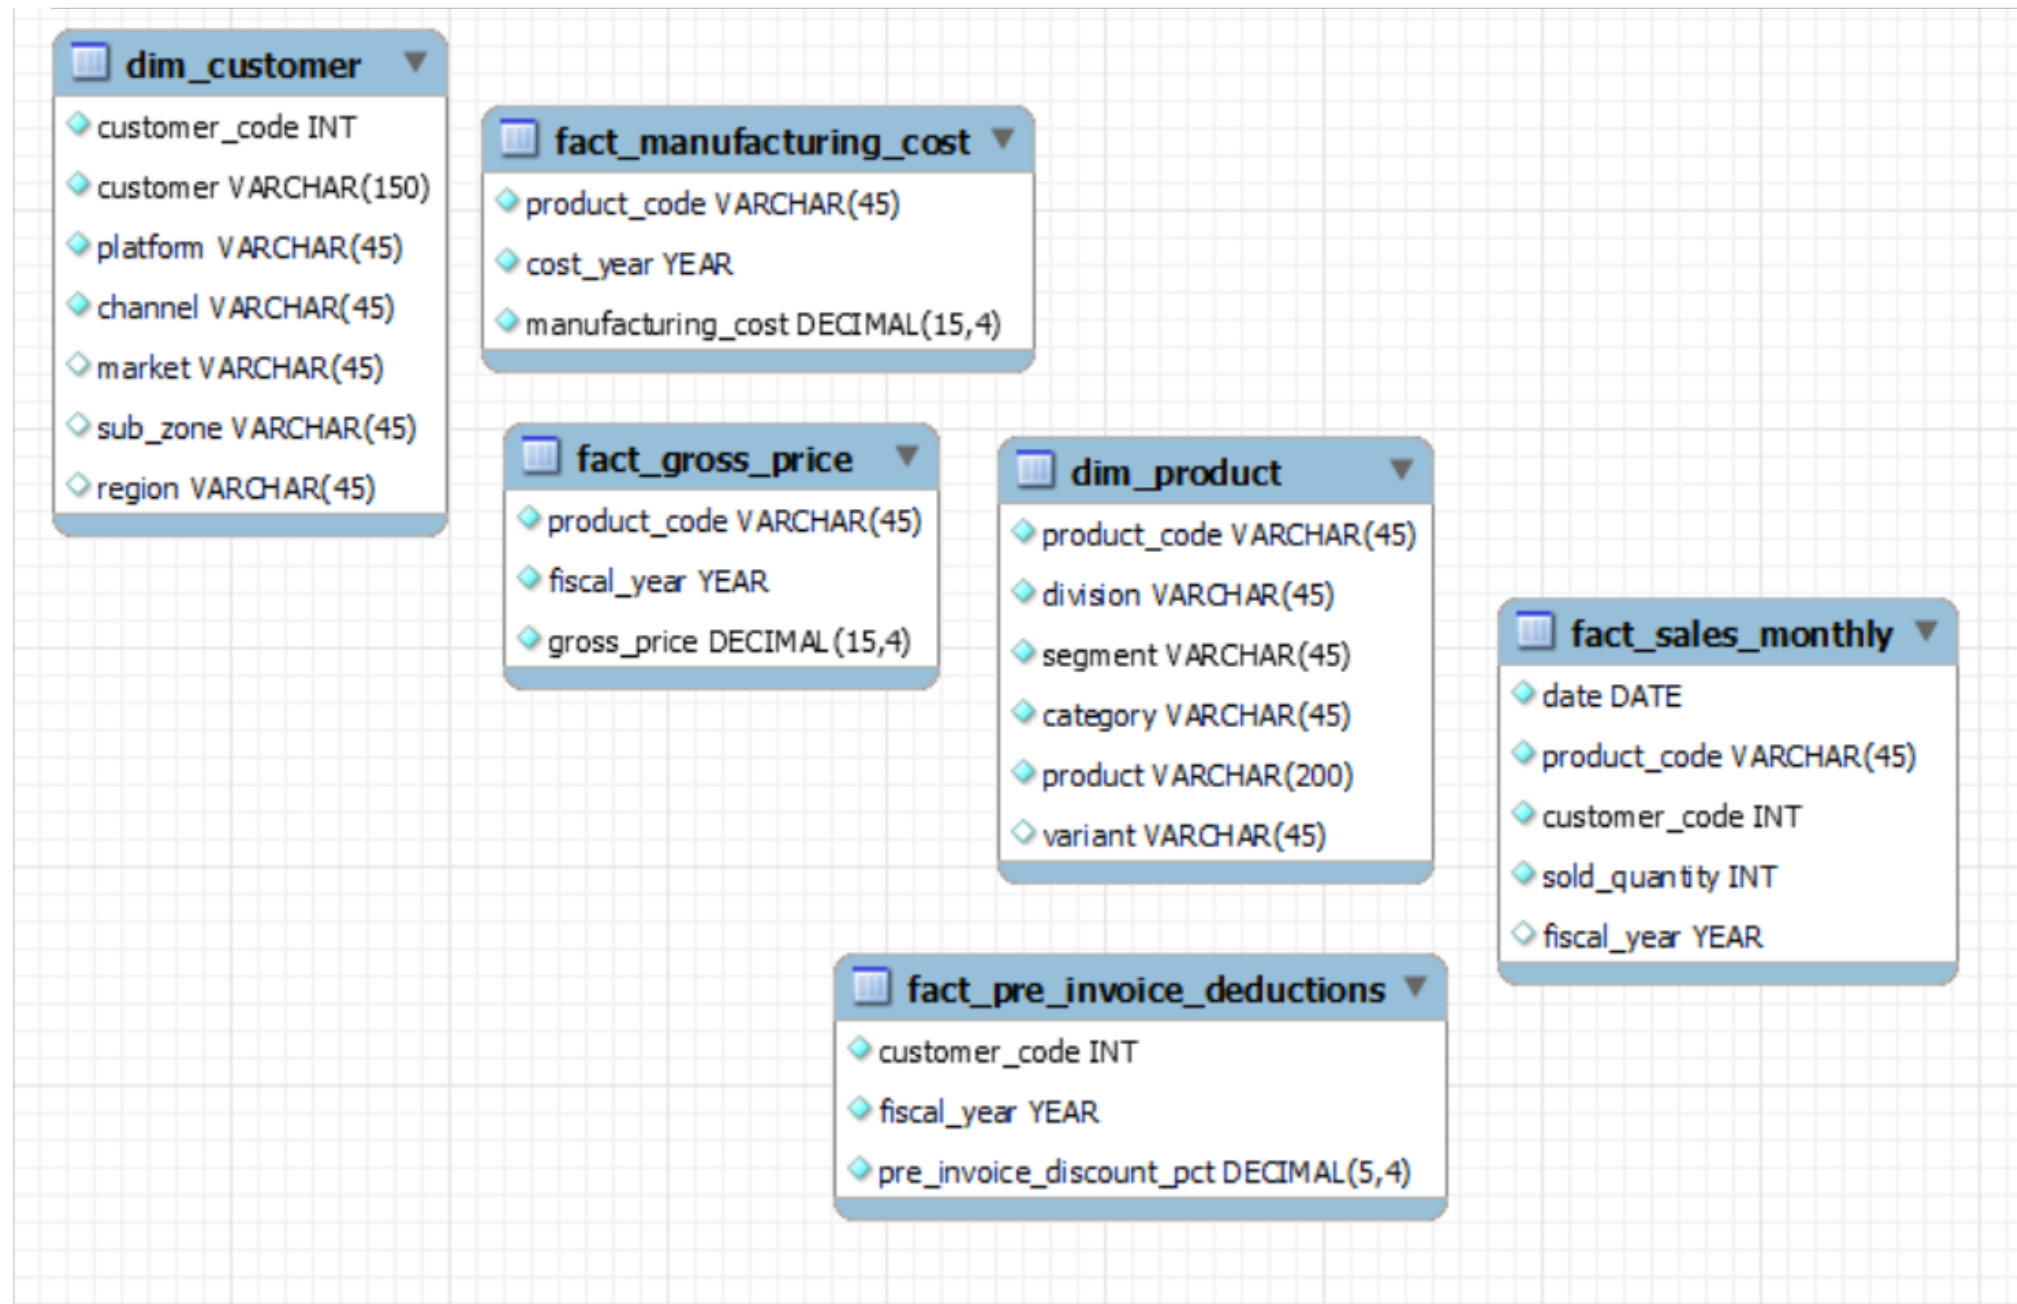 dim_customer
customer_code INT
customer VARCHAR(150)
platform VARCHAR(45)
channel VARCHAR(45)
market VARCHAR(45)
sub_zone VARCHAR(45)
region VARCHAR(45)
fact_manufacturing_cost
product_code VARCHAR(45)
cost_year YEAR
manufacturing_cost DECIMAL(15,4)
fact_gross_price
product_code VARCHAR(45)
fiscal_year YEAR
gross_price DECIMAL(15,4)
dim_product
product_code VARCHAR(45)
division VARCHAR(45)
segment VARCHAR(45)
category VARCHAR(45)
product VARCHAR(200)
variant VARCHAR(45)
fact_sales_monthly
date DATE
product_code VARCHAR(45)
customer_code INT
sold_quantity INT
fiscal_year YEAR
fact_pre_invoice_deductions
customer_code INT
fiscal_year YEAR
pre_invoice_discount_pct DECIMAL(5,4)